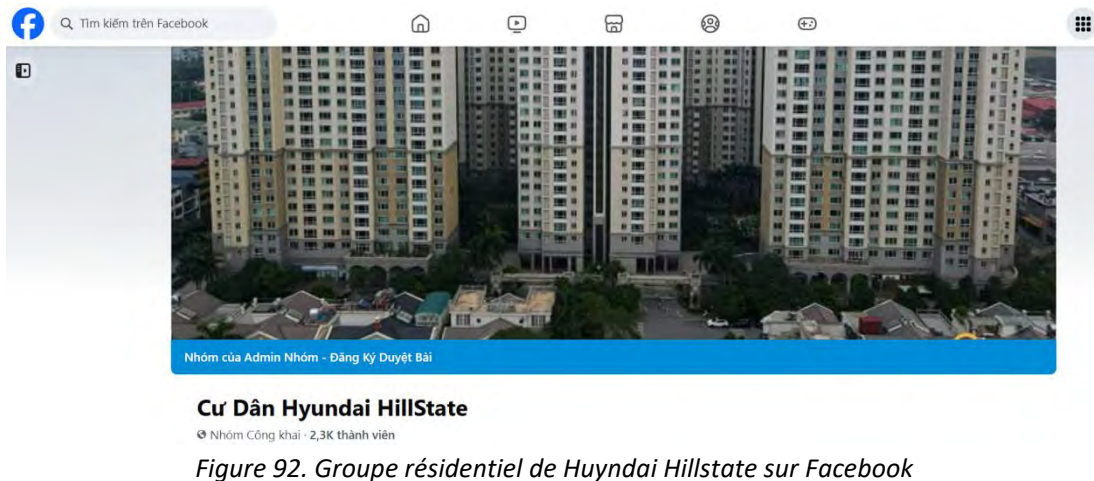 Tìm kiếm trên Facebook
Nhóm của Admin Nhóm - Đăng Ký Duyệt Bài
Cư Dân Hyundai HillState
Nhóm Công khai · 2,3K thành viên
Figure 92. Groupe résidentiel de Huyndai Hillstate sur Facebook